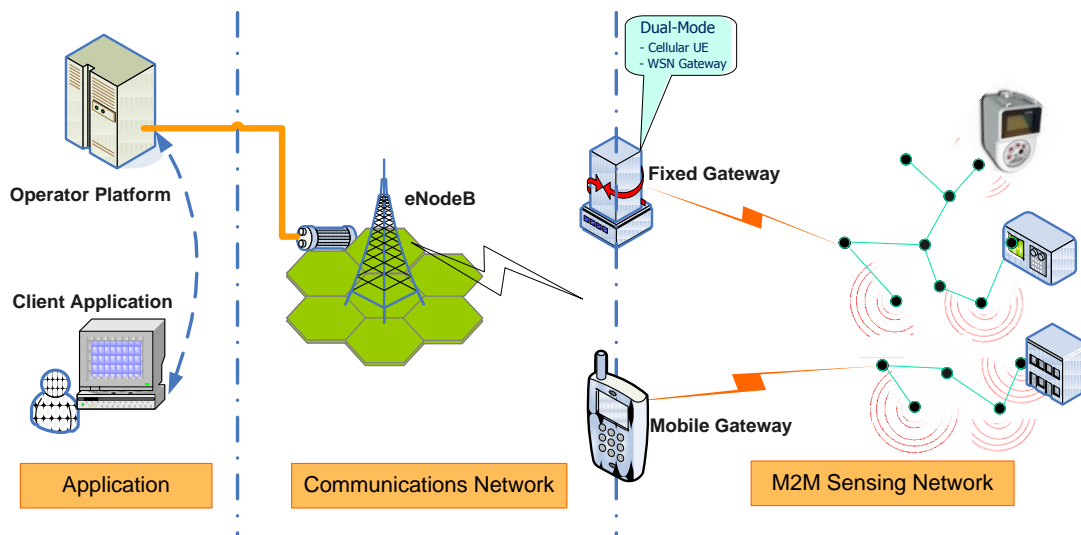 Dual-Mode
- Cellular UE
- WSN Gateway
Operator Platform
eNodeB
Fixed Gateway
Client Application
Mobile Gateway
Application
Communications Network
M2M Sensing Network